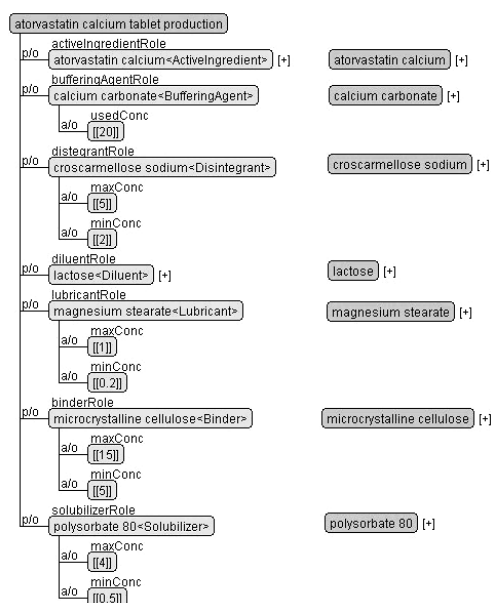 atorvastatin calcium tablet production
activeIngredientRole
p/o atorvastatin calcium<ActiveIngredient> [+] atorvastatin calcium [+]
bufferingAgentRole
p/o calcium carbonate<BufferingAgent> calcium carbonate [+]
usedConc
a/o [[20]]
distegrantRole
p/o croscarmellose sodium<Disintegrant> croscarmellose sodium [+]
maxConc
a/o [[5]]
minConc
a/o [[2]]
diluentRole
p/o lactose<Diluent> [+] lactose [+]
lubricantRole
p/o magnesium stearate<Lubricant> magnesium stearate [+]
maxConc
a/o [[1]]
minConc
a/o [[0.2]]
binderRole
p/o microcrystalline cellulose<Binder> microcrystalline cellulose [+]
maxConc
a/o [[15]]
minConc
a/o [[5]]
solubilizerRole
p/o polysorbate 80<Solubilizer> polysorbate 80 [+]
maxConc
a/o [[4]]
minConc
a/o [[0.5]]